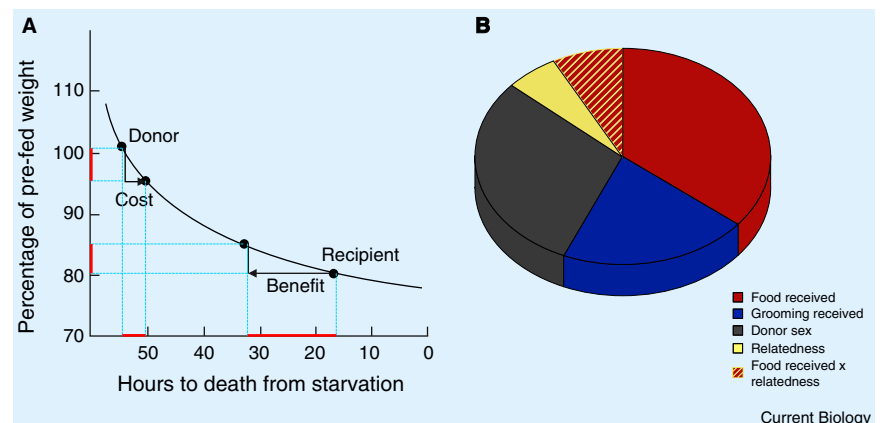 A
Percentage of pre-fed weight
110
100
90
80
70
Donor
Cost
Recipient
Benefit
50
40
30
20
10
0
Hours to death from starvation
B
Food received
Grooming received
Donor sex
Relatedness
Food received x
relatedness
Current Biology